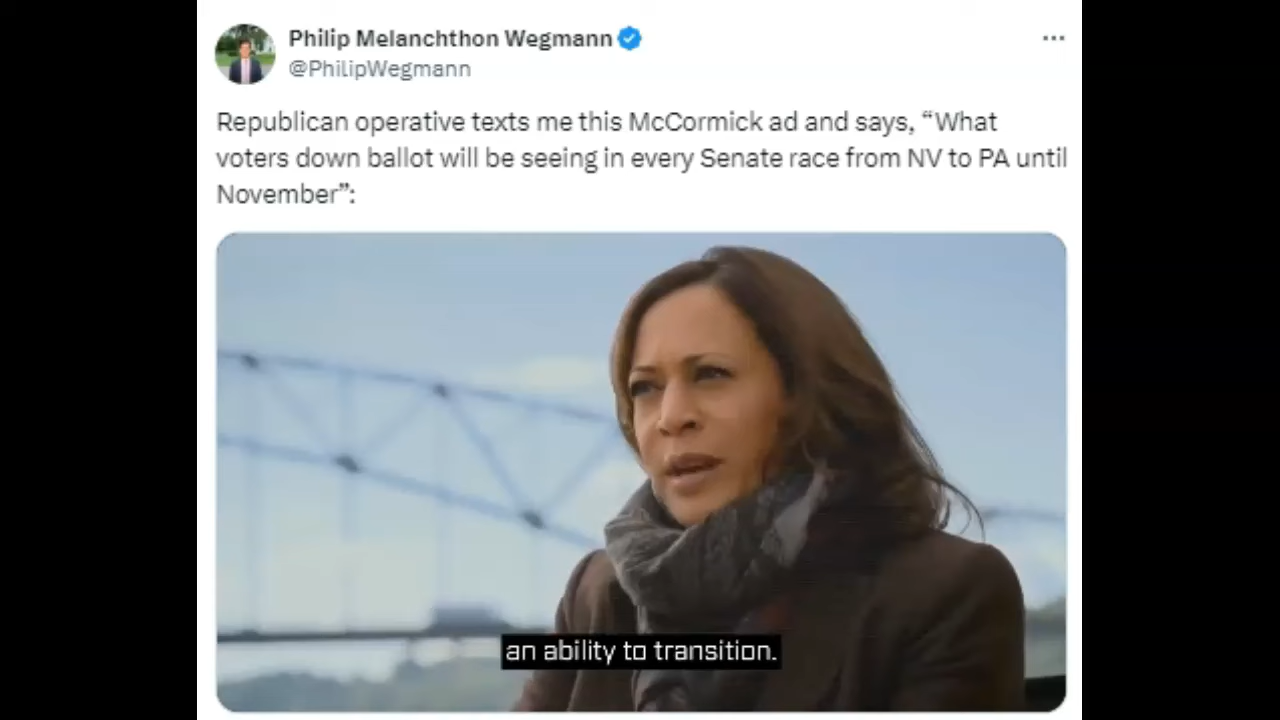 Philip Melanchthon Wegmann
@PhilipWegmann
Republican operative texts me this McCormick ad and says, “What
voters down ballot will be seeing in every Senate race from NV to PA until
November”:
an ability to transition.